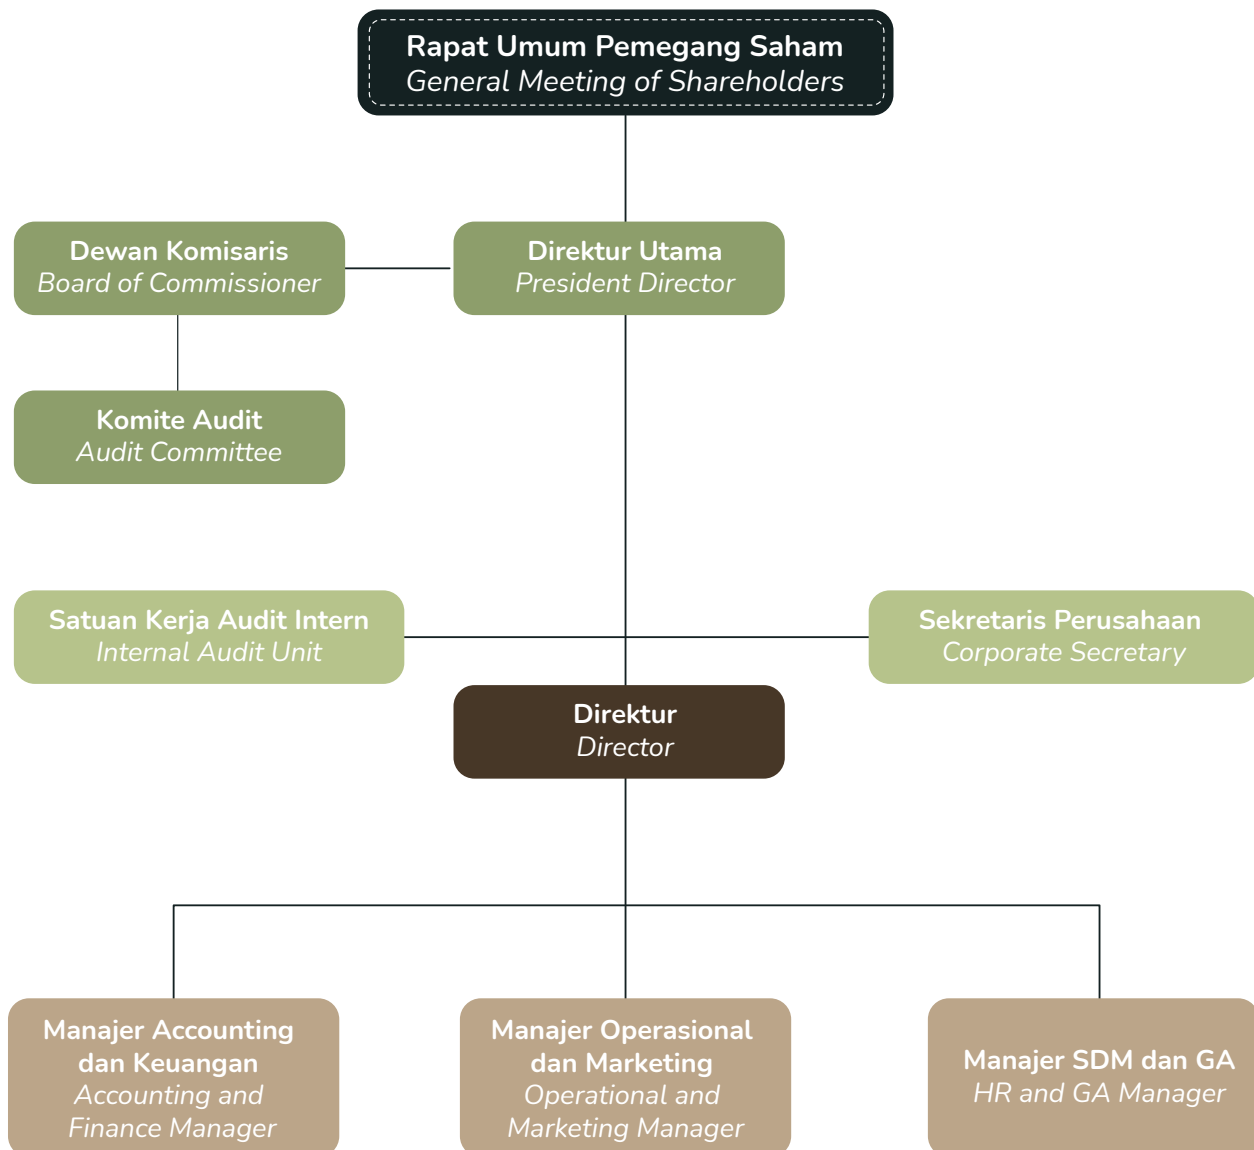 Rapat Umum Pemegang Saham
General Meeting of Shareholders
Dewan Komisaris
Board of Commissioner
Direktur Utama
President Director
Komite Audit
Audit Committee
Satuan Kerja Audit Intern
Internal Audit Unit
Sekretaris Perusahaan
Corporate Secretary
Direktur
Director
Manajer Accounting
dan Keuangan
Accounting and
Finance Manager
Manajer Operasional
dan Marketing
Operational and
Marketing Manager
Manajer SDM dan GA
HR and GA Manager